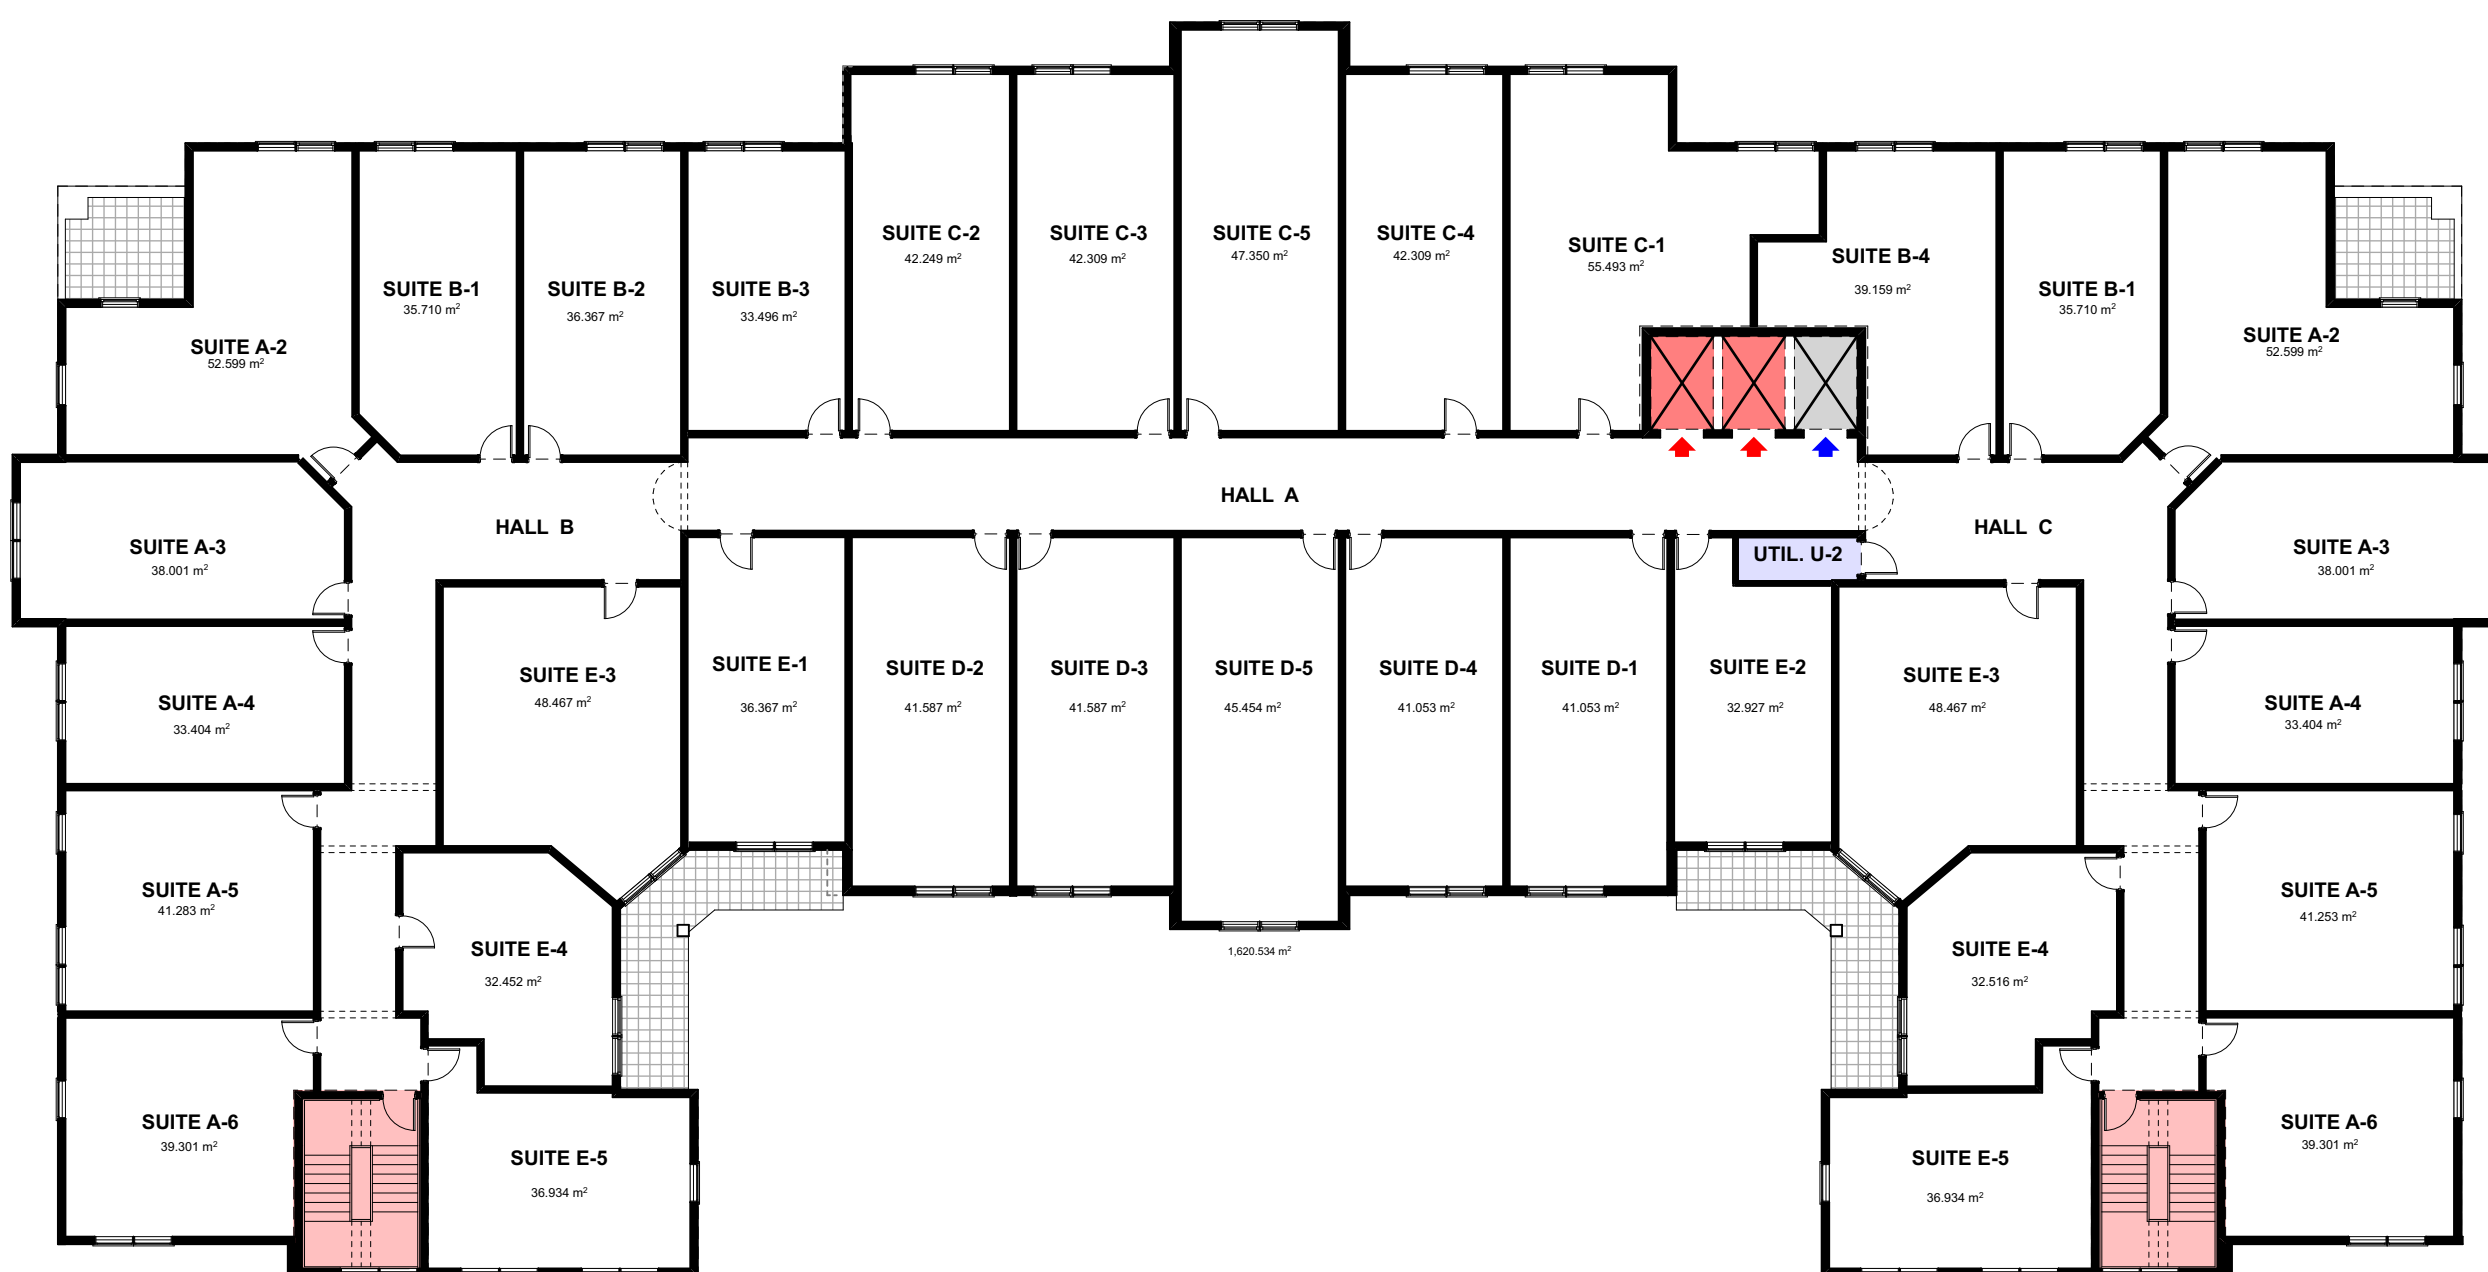 SUITE C-2
42.249 m²
SUITE C-3
42.309 m²
SUITE C-5
47.350 m²
SUITE C-4
42.309 m²
SUITE C-1
55.493 m²
SUITE B-4
39.159 m²
SUITE B-1
35.710 m²
SUITE B-2
36.367 m²
SUITE B-3
33.496 m²
SUITE B-1
35.710 m²
SUITE A-2
52.599 m²
SUITE A-2
52.599 m²
HALL A
HALL B
HALL C
SUITE A-3
38.001 m²
UTIL. U-2
SUITE A-3
38.001 m²
SUITE E-3
48.467 m²
SUITE E-1
36.367 m²
SUITE D-2
41.587 m²
SUITE D-3
41.587 m²
SUITE D-5
45.454 m²
SUITE D-4
41.053 m²
SUITE D-1
41.053 m²
SUITE E-2
32.927 m²
SUITE E-3
48.467 m²
SUITE A-4
33.404 m²
SUITE A-4
33.404 m²
SUITE A-5
41.283 m²
SUITE A-5
41.253 m²
SUITE E-4
32.452 m²
1,620.534 m²
SUITE E-4
32.516 m²
SUITE A-6
39.301 m²
SUITE E-5
36.934 m²
SUITE E-5
36.934 m²
SUITE A-6
39.301 m²